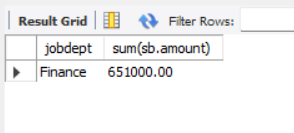 Result Grid Filter Rows:
jobdept sum(sb.amount)
Finance 651000.00